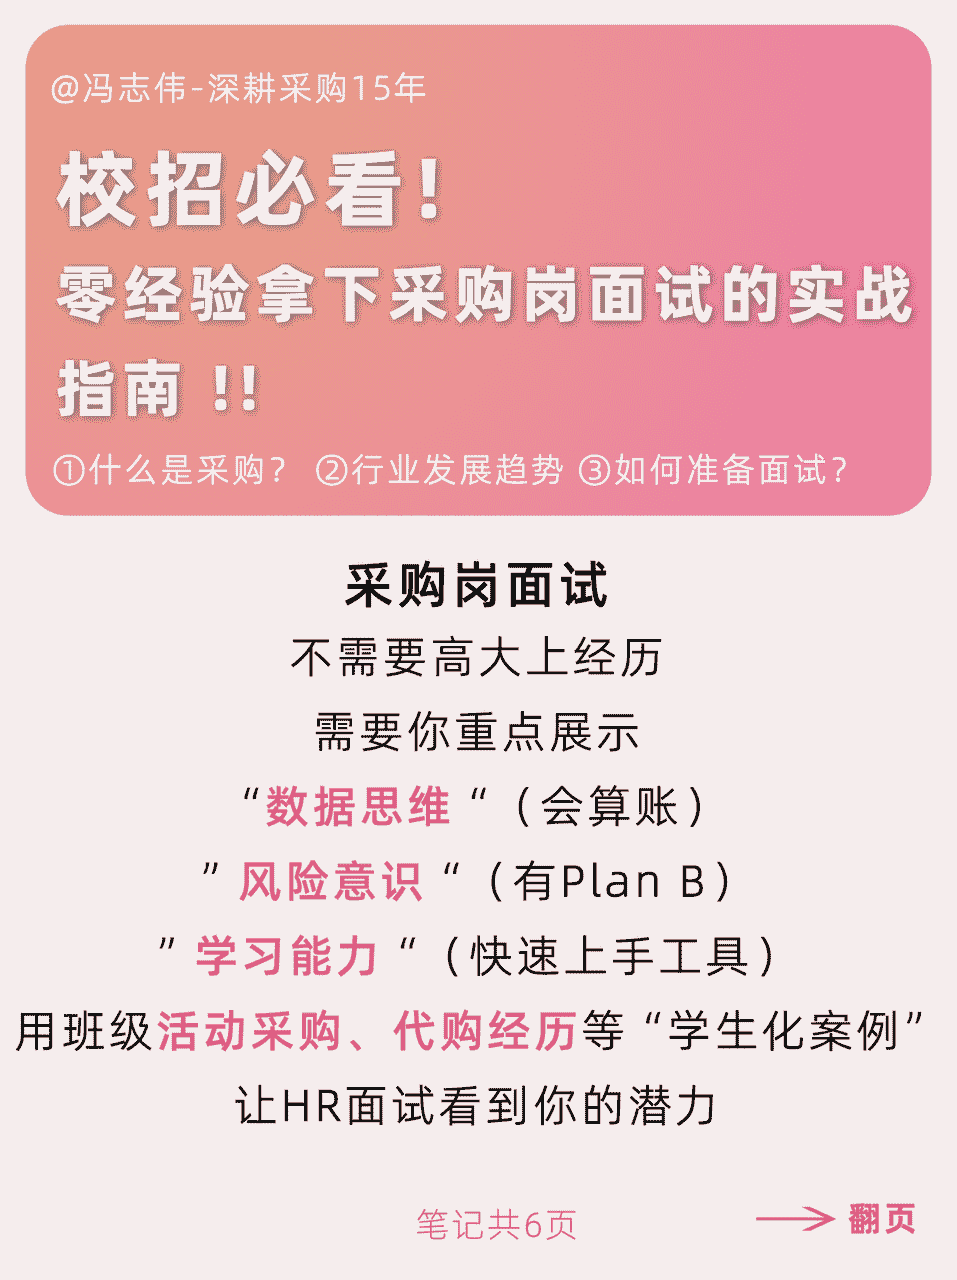 @冯志伟-深耕采购15年
校招必看！
零经验拿下采购岗面试的实战
指南 !!
①什么是采购？ ②行业发展趋势 ③如何准备面试？
采购岗面试
不需要高大上经历
需要你重点展示
“数据思维 “（会算账）
” 风险意识 “（有Plan B）
” 学习能力 “（快速上手工具）
用班级活动采购、代购经历等“学生化案例”
让HR面试看到你的潜力
笔记共6页
翻页